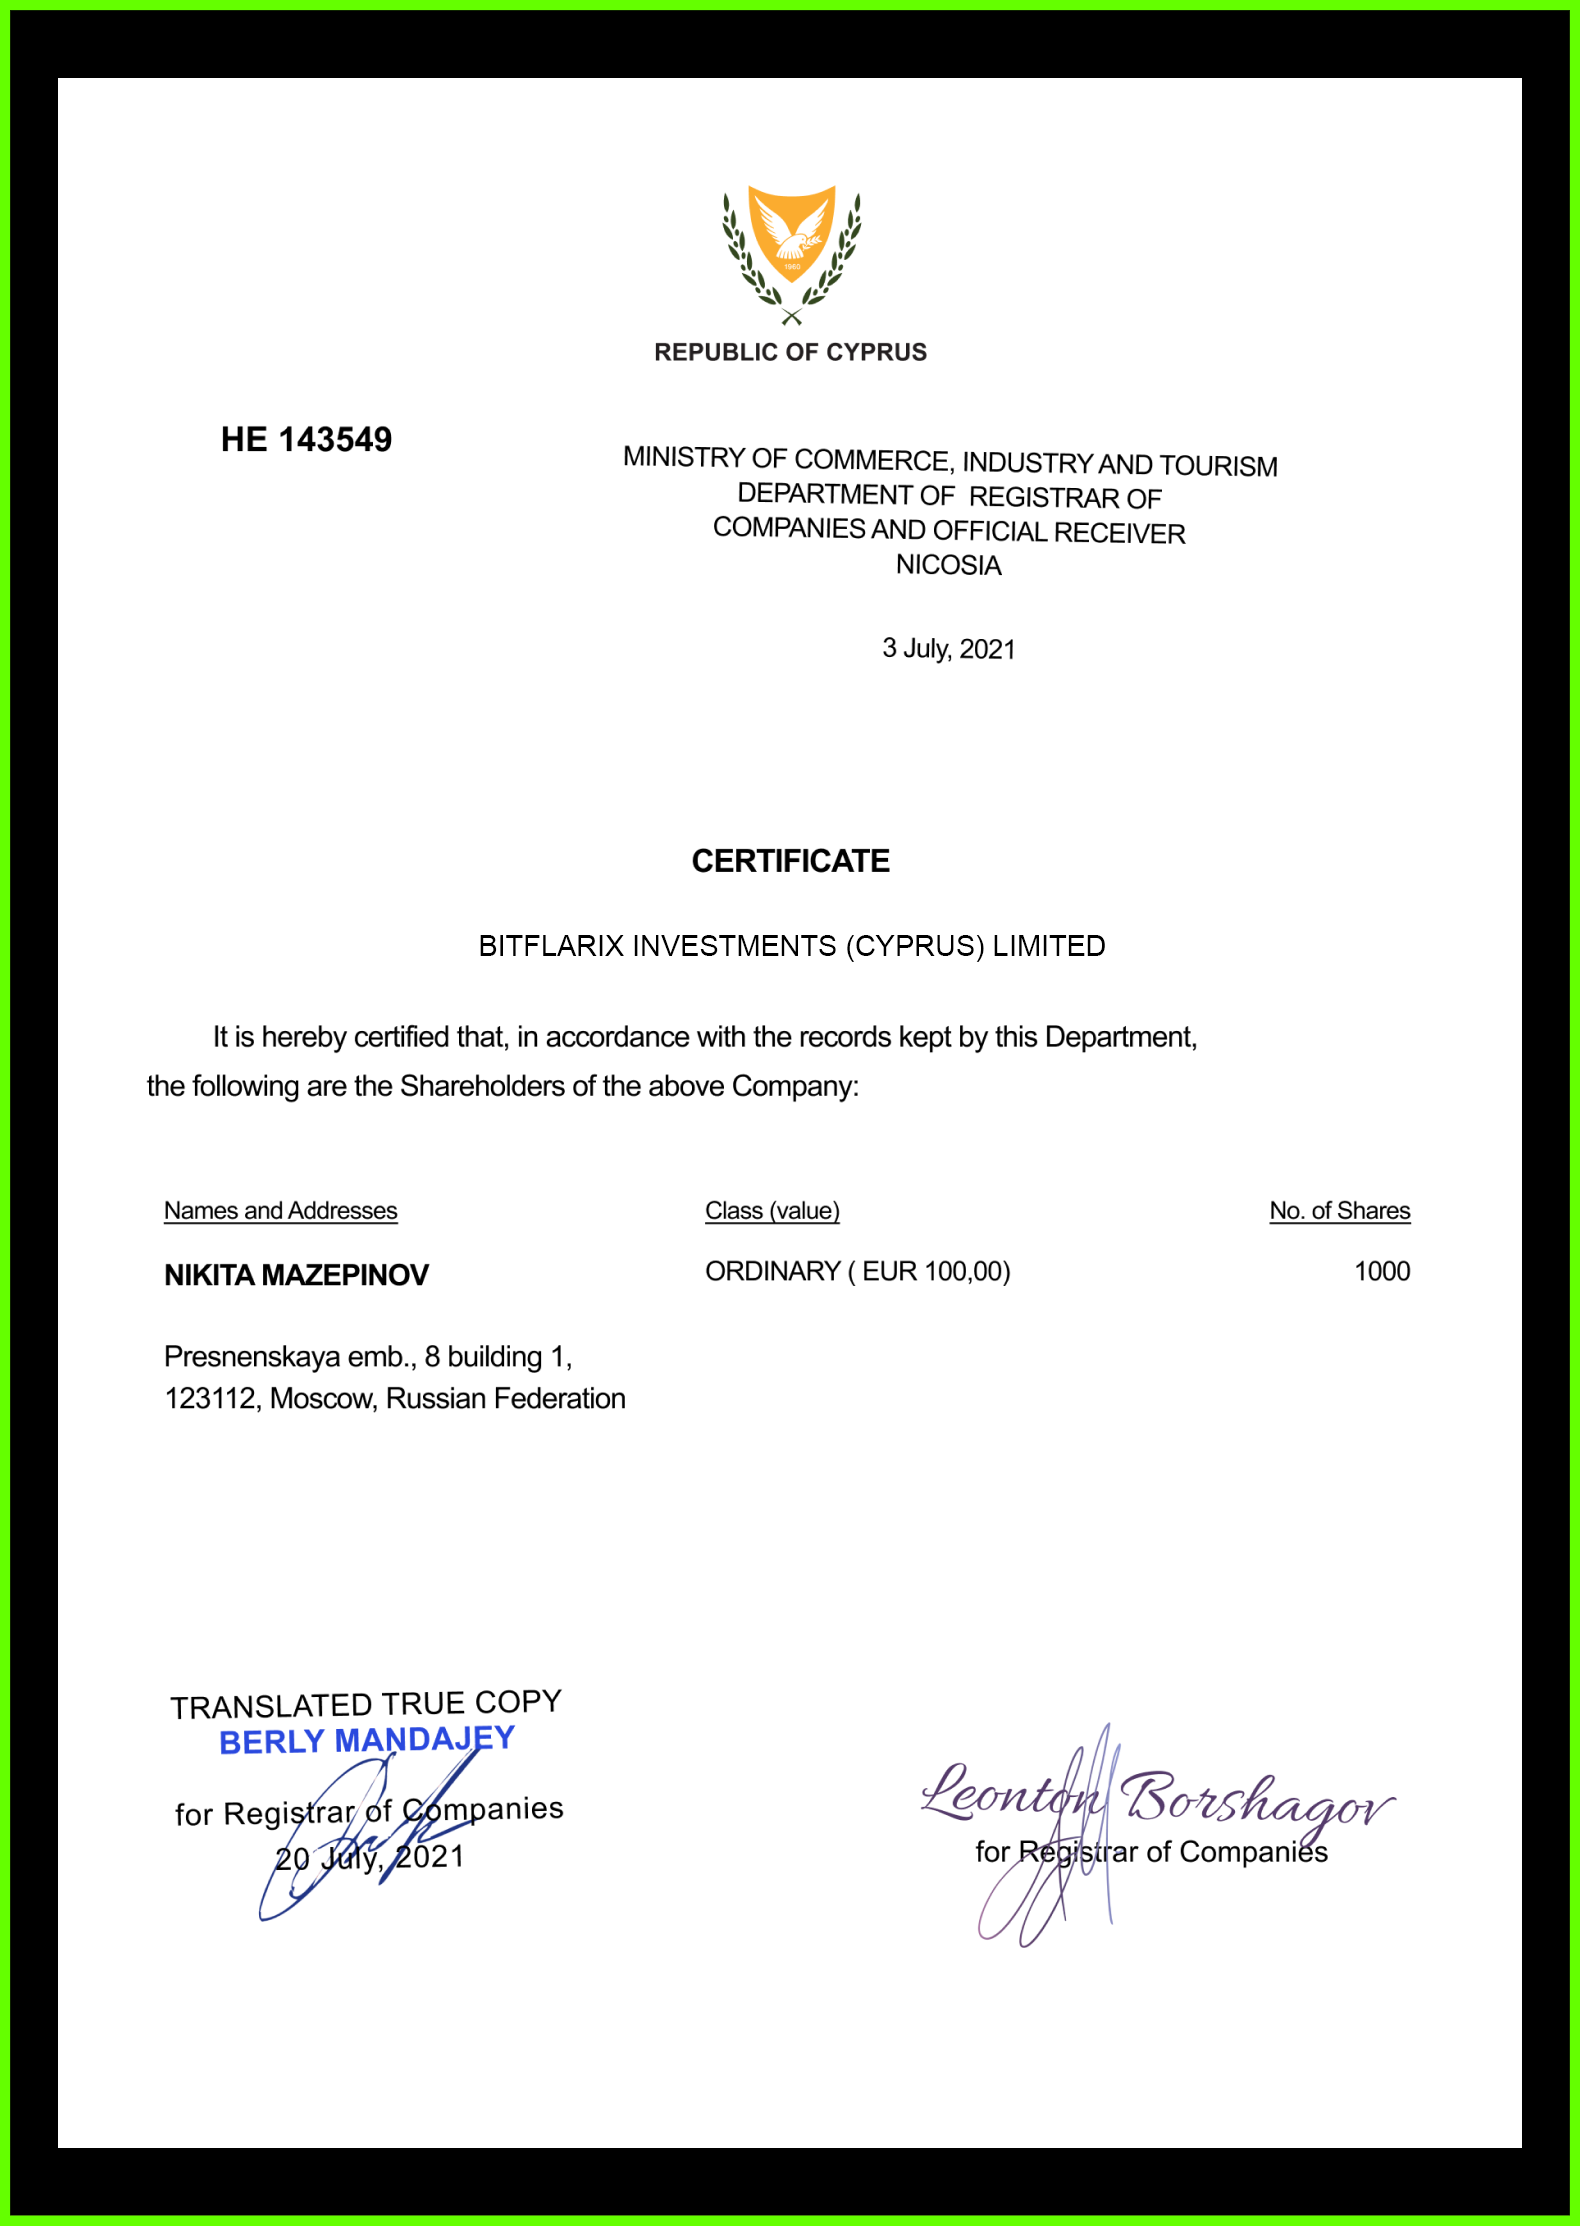 1960
REPUBLIC OF CYPRUS
HE 143549
MINISTRY OF COMMERCE, INDUSTRY AND TOURISM
DEPARTMENT OF REGISTRAR OF
COMPANIES AND OFFICIAL RECEIVER
NICOSIA
3 July, 2021
CERTIFICATE
BITFLARIX INVESTMENTS (CYPRUS) LIMITED
It is hereby certified that, in accordance with the records kept by this Department,
the following are the Shareholders of the above Company:
Names and Addresses Class (value) No. of Shares
NIKITA MAZEPINOV ORDINARY ( EUR 100,00) 1000
Presnenskaya emb., 8 building 1,
123112, Moscow, Russian Federation
TRANSLATED TRUE COPY
BERLY MANDAJEY
for Registrar of Companies
20 July, 2021
Leonton Borshagov
for Registrar of Companies